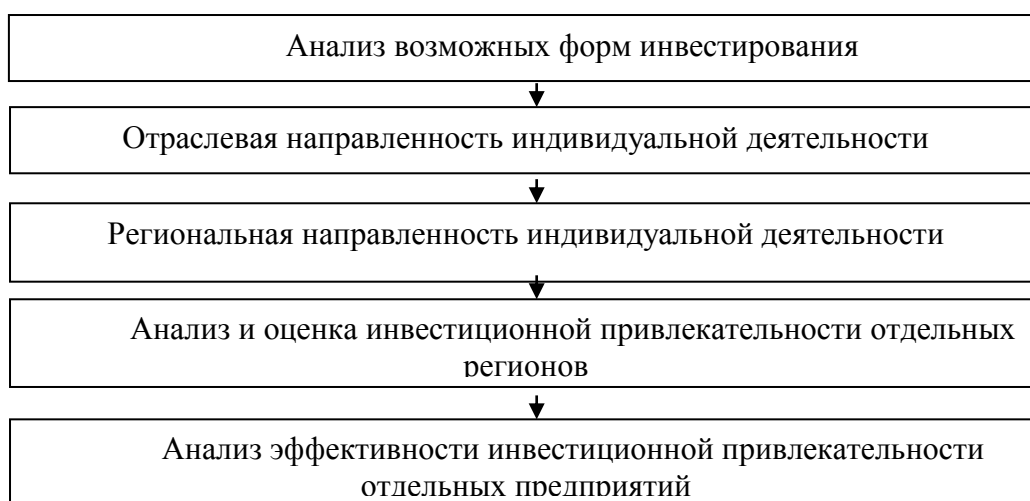 Анализ возможных форм инвестирования
Отраслевая направленность индивидуальной деятельности
Региональная направленность индивидуальной деятельности
Анализ и оценка инвестиционной привлекательности отдельных
регионов
Анализ эффективности инвестиционной привлекательности
отдельных предприятий